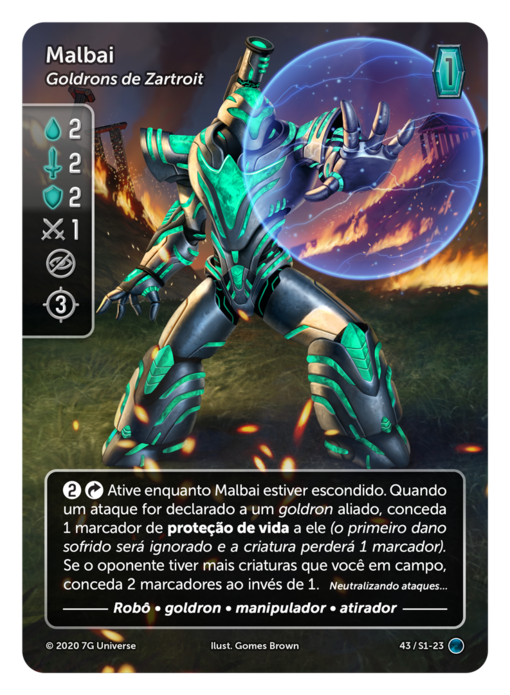 Malbai
Goldrons de Zartroit
1
2
2
2
1
3
2 Ative enquanto Malbai estiver escondido. Quando
um ataque for declarado a um goldron aliado, conceda
1 marcador de proteção de vida a ele (o primeiro dano
sofrido será ignorado e a criatura perderá 1 marcador).
Se o oponente tiver mais criaturas que você em campo,
conceda 2 marcadores ao invés de 1. Neutralizando ataques...
Robô • goldron • manipulador • atirador
© 2020 7G Universe Ilust. Gomes Brown 43 / S1-23